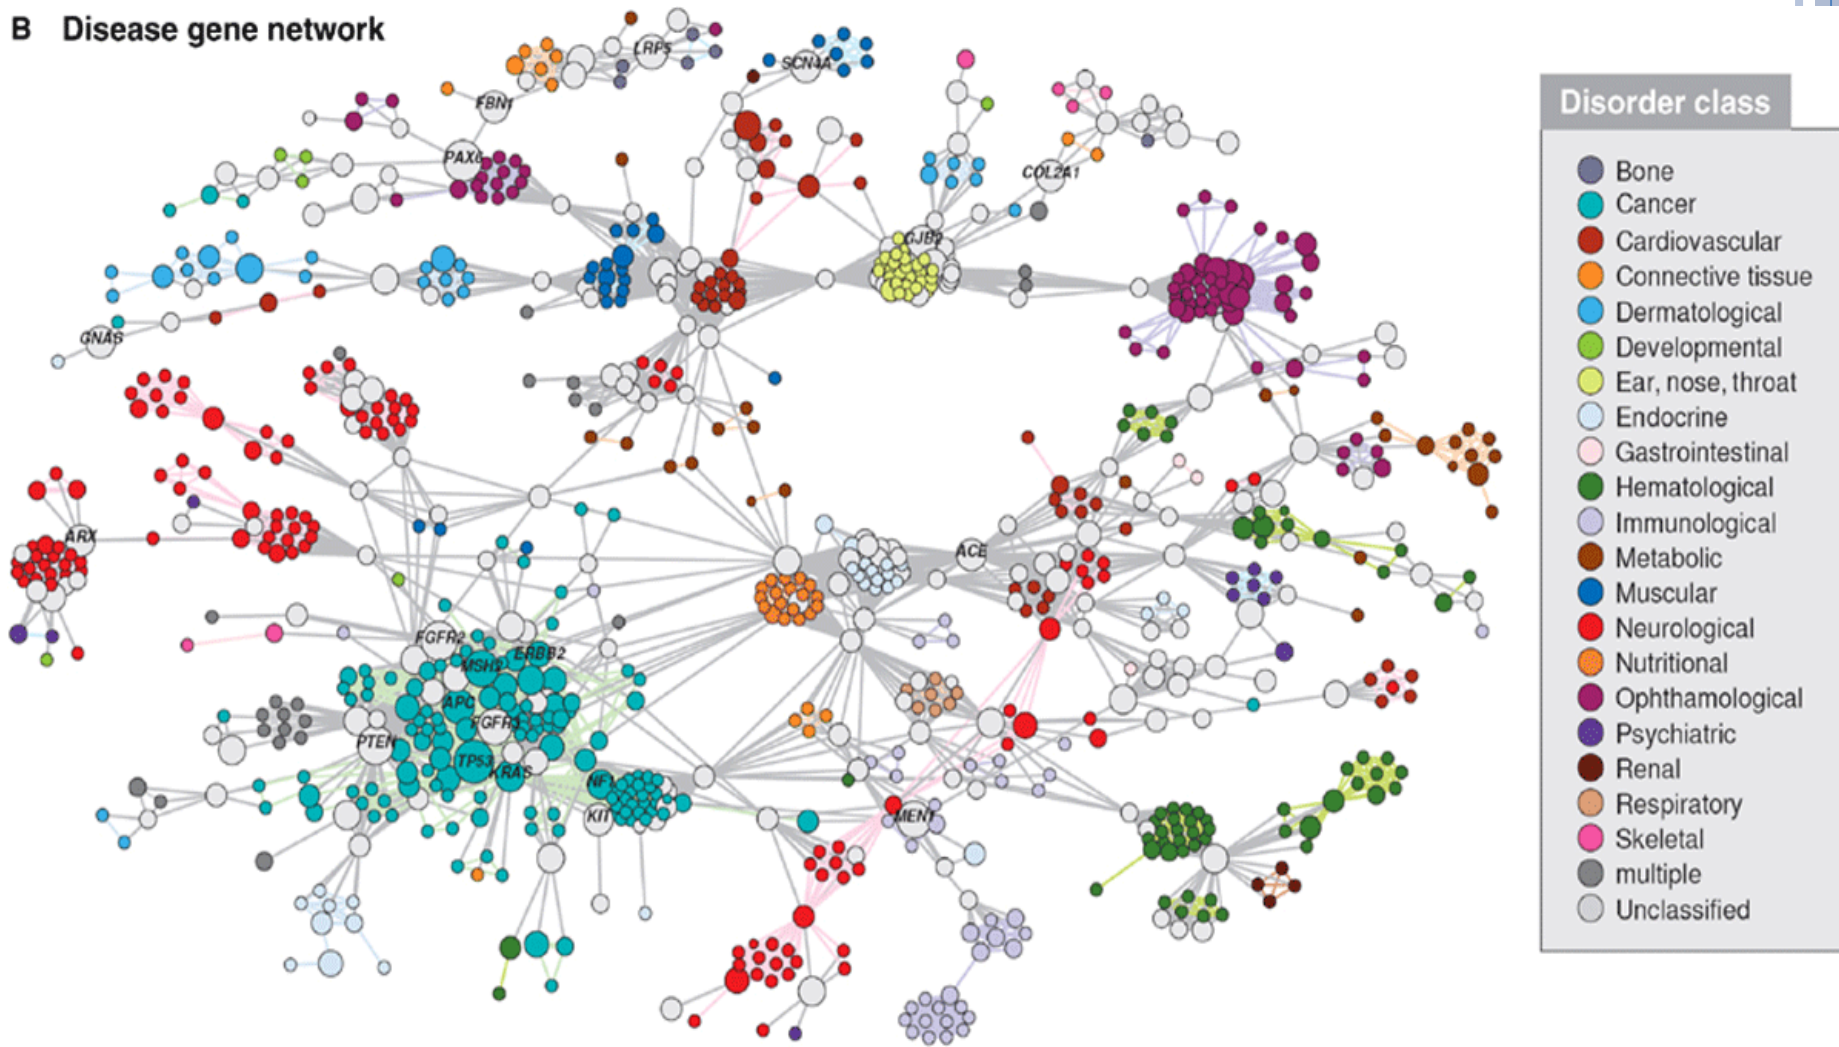 B Disease gene network
LRP5
SCN4A
FBN1
PAX6
COL2A1
GJB2
GNAS
ARX
ACE
FGFR2
ERBB2
MSH2
APC
FGFR3
PTEN
TP53
KRAS
NF1
KIT
MEN1
Disorder class
Bone
Cancer
Cardiovascular
Connective tissue
Dermatological
Developmental
Ear, nose, throat
Endocrine
Gastrointestinal
Hematological
Immunological
Metabolic
Muscular
Neurological
Nutritional
Ophthamological
Psychiatric
Renal
Respiratory
Skeletal
multiple
Unclassified